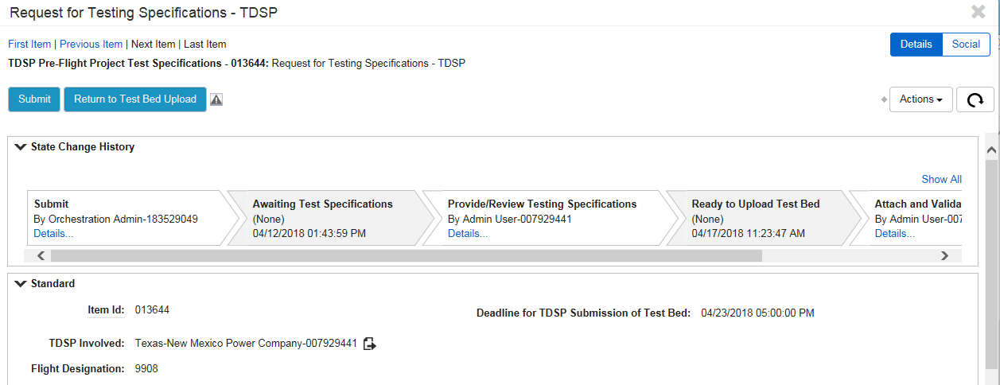 Request for Testing Specifications - TDSP
First Item | Previous Item | Next Item | Last Item
Details Social
TDSP Pre-Flight Project Test Specifications - 013644: Request for Testing Specifications - TDSP
Submit Return to Test Bed Upload
Actions
State Change History
Show All
Submit
By Orchestration Admin-183529049
Details...
Awaiting Test Specifications
(None)
04/12/2018 01:43:59 PM
Provide/Review Testing Specifications
By Admin User-007929441
Details...
Ready to Upload Test Bed
(None)
04/17/2018 11:23:47 AM
Attach and Valida
By Admin User-007
Details...
Standard
Item Id: 013644
Deadline for TDSP Submission of Test Bed: 04/23/2018 05:00:00 PM
TDSP Involved: Texas-New Mexico Power Company-007929441
Flight Designation: 9908